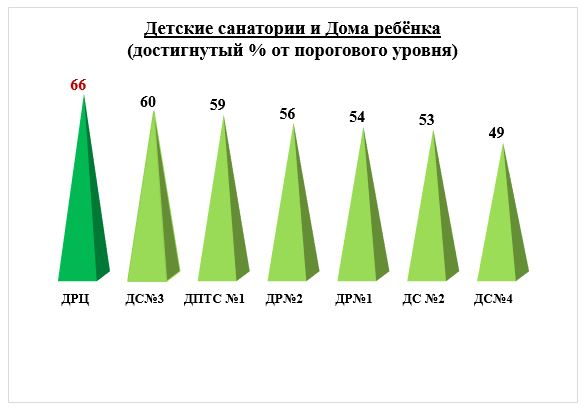 Детские санатории и Дома ребёнка
(достигнутый % от порогового уровня)
66
60
59
56
54
53
49
ДРЦ ДС№3 ДПТС №1 ДР№2 ДР№1 ДС №2 ДС№4